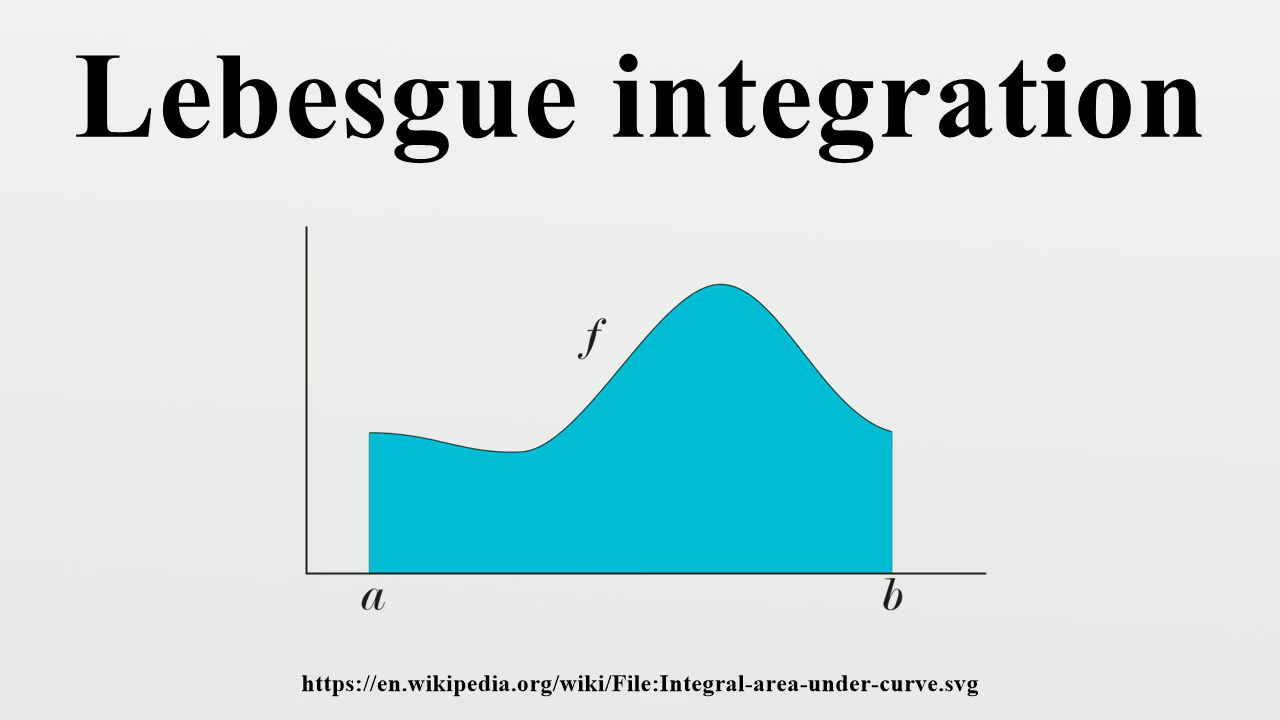 Lebesgue integration
f
a b
https://en.wikipedia.org/wiki/File:Integral-area-under-curve.svg